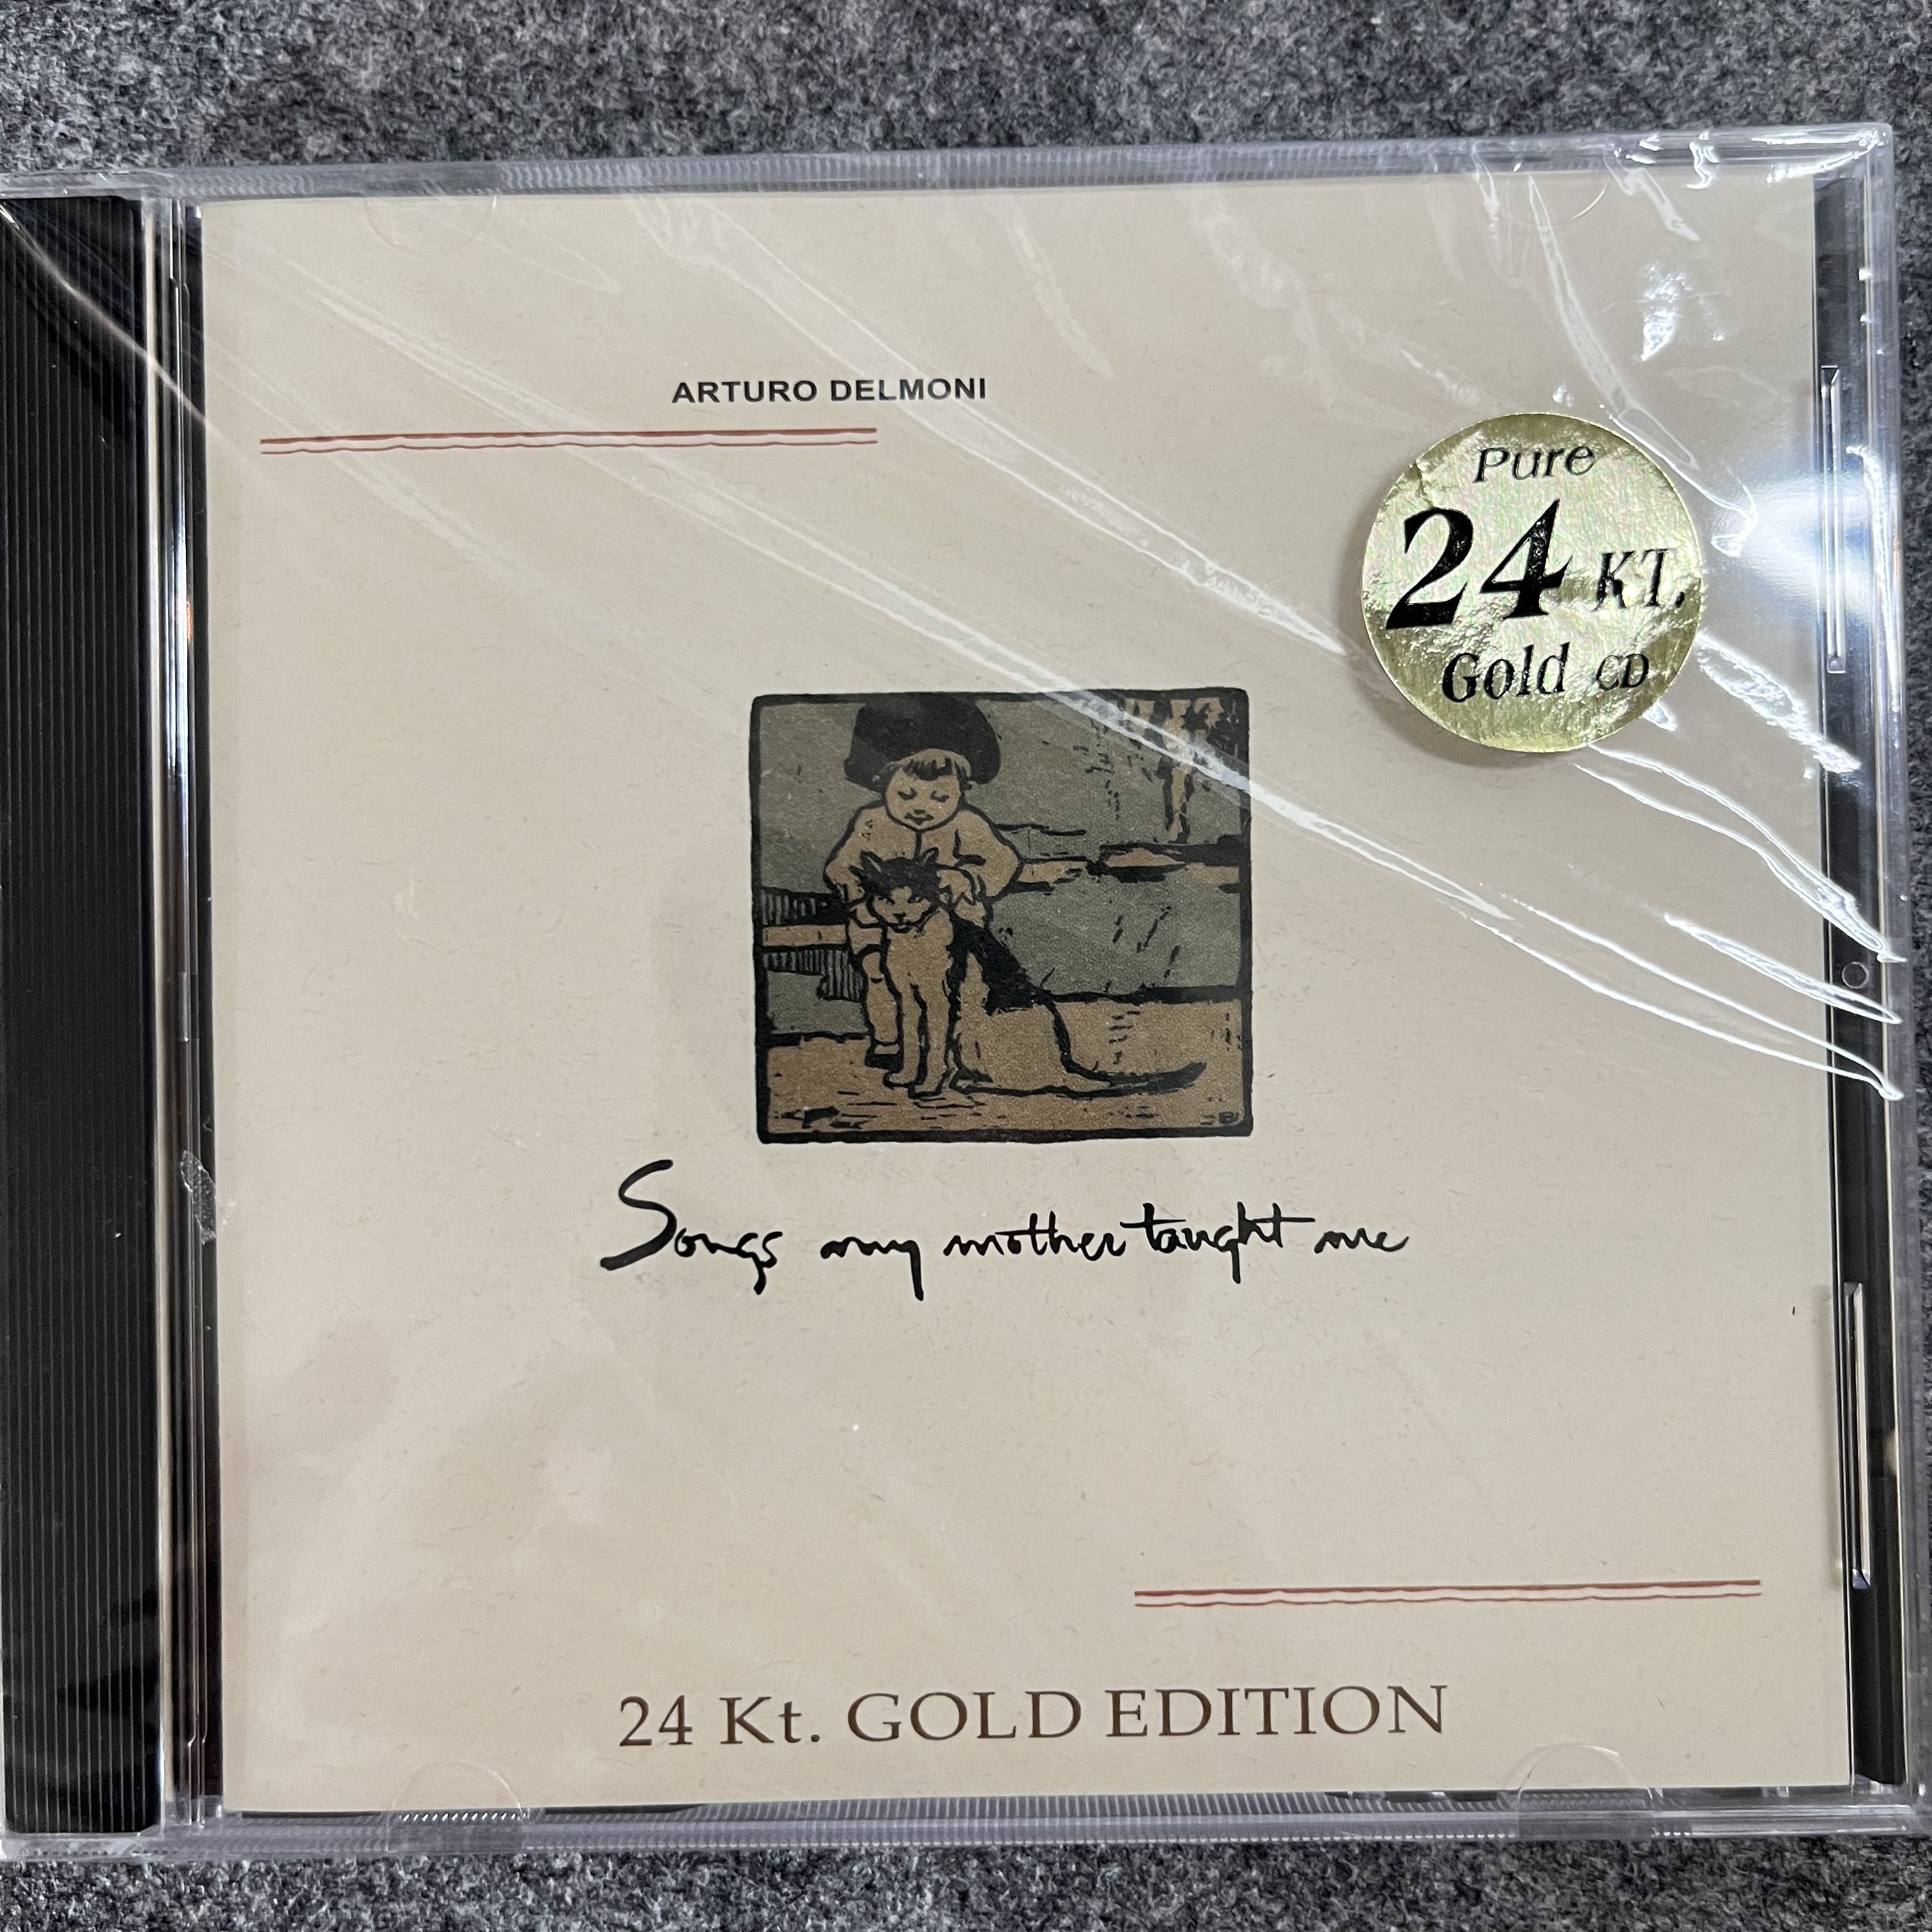 ARTURO DELMONI
Pure
24 KT.
Gold CD
Songs my mother taught me
24 Kt. GOLD EDITION